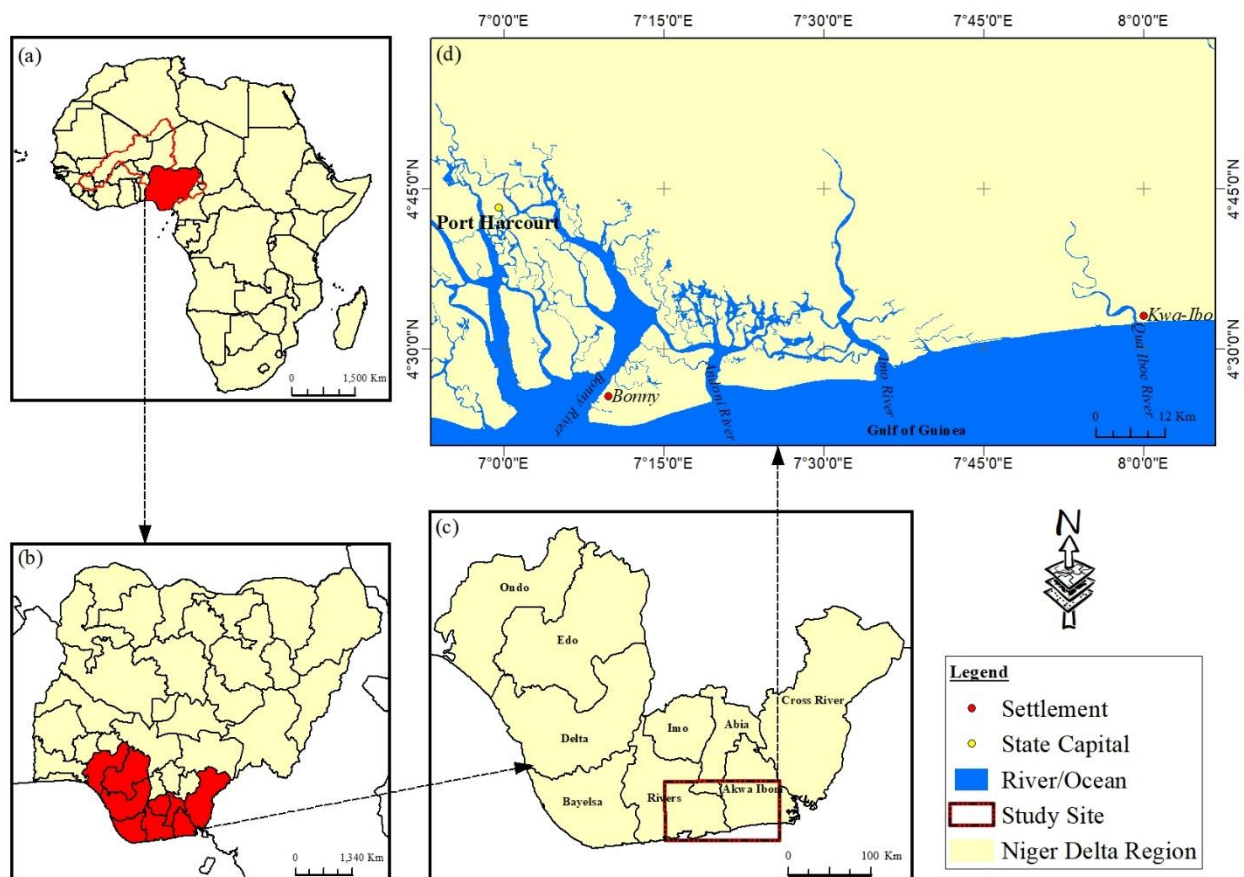 (a)
0 1,500 Km
7°0'0"E 7°15'0"E 7°30'0"E 7°45'0"E 8°0'0"E
(d)
4°45'0"N
4°30'0"N
Port Harcourt
Bonny
Kwa-Ibo
Bonny River
Andoni River
Imo River
Qua Iboe River
Gulf of Guinea
0 12 Km
4°45'0"N
4°30'0"N
7°0'0"E 7°15'0"E 7°30'0"E 7°45'0"E 8°0'0"E
(b)
0 1,340 Km
(c)
Ondo
Edo
Delta
Bayelsa
Imo
Abia
Cross River
Rivers
Akwa Ibom
0 100 Km
N
Legend
Settlement
State Capital
River/Ocean
Study Site
Niger Delta Region